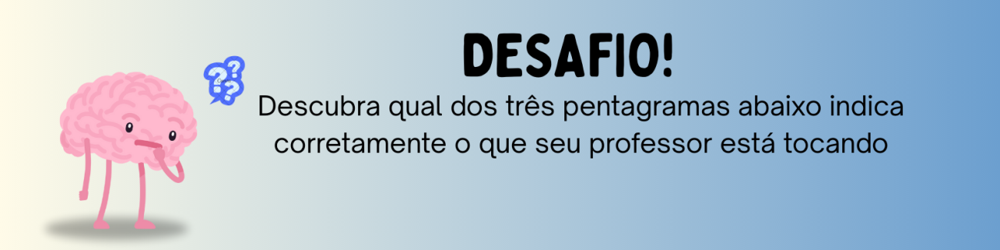 DESAFIO!
Descubra qual dos três pentagramas abaixo indica
corretamente o que seu professor está tocando